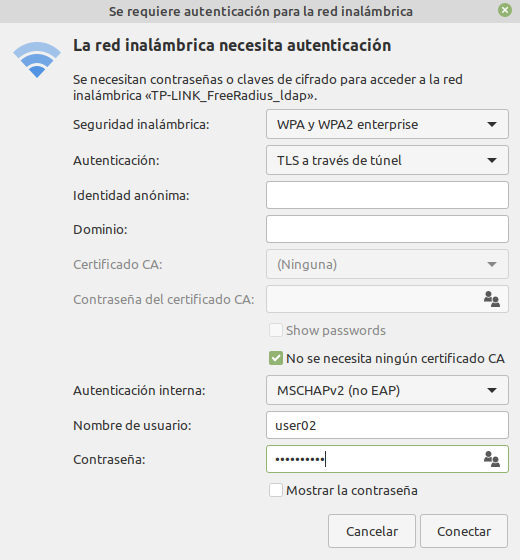 Se requiere autenticación para la red inalámbrica
La red inalámbrica necesita autenticación
Se necesitan contraseñas o claves de cifrado para acceder a la red
inalámbrica «TP-LINK_FreeRadius_ldap».
Seguridad inalámbrica: WPA y WPA2 enterprise
Autenticación: TLS a través de túnel
Identidad anónima:
Dominio:
Certificado CA: (Ninguna)
Contraseña del certificado CA:
Show passwords
No se necesita ningún certificado CA
Autenticación interna: MSCHAPv2 (no EAP)
Nombre de usuario: user02
Contraseña: ••••••••••
Mostrar la contraseña
Cancelar Conectar